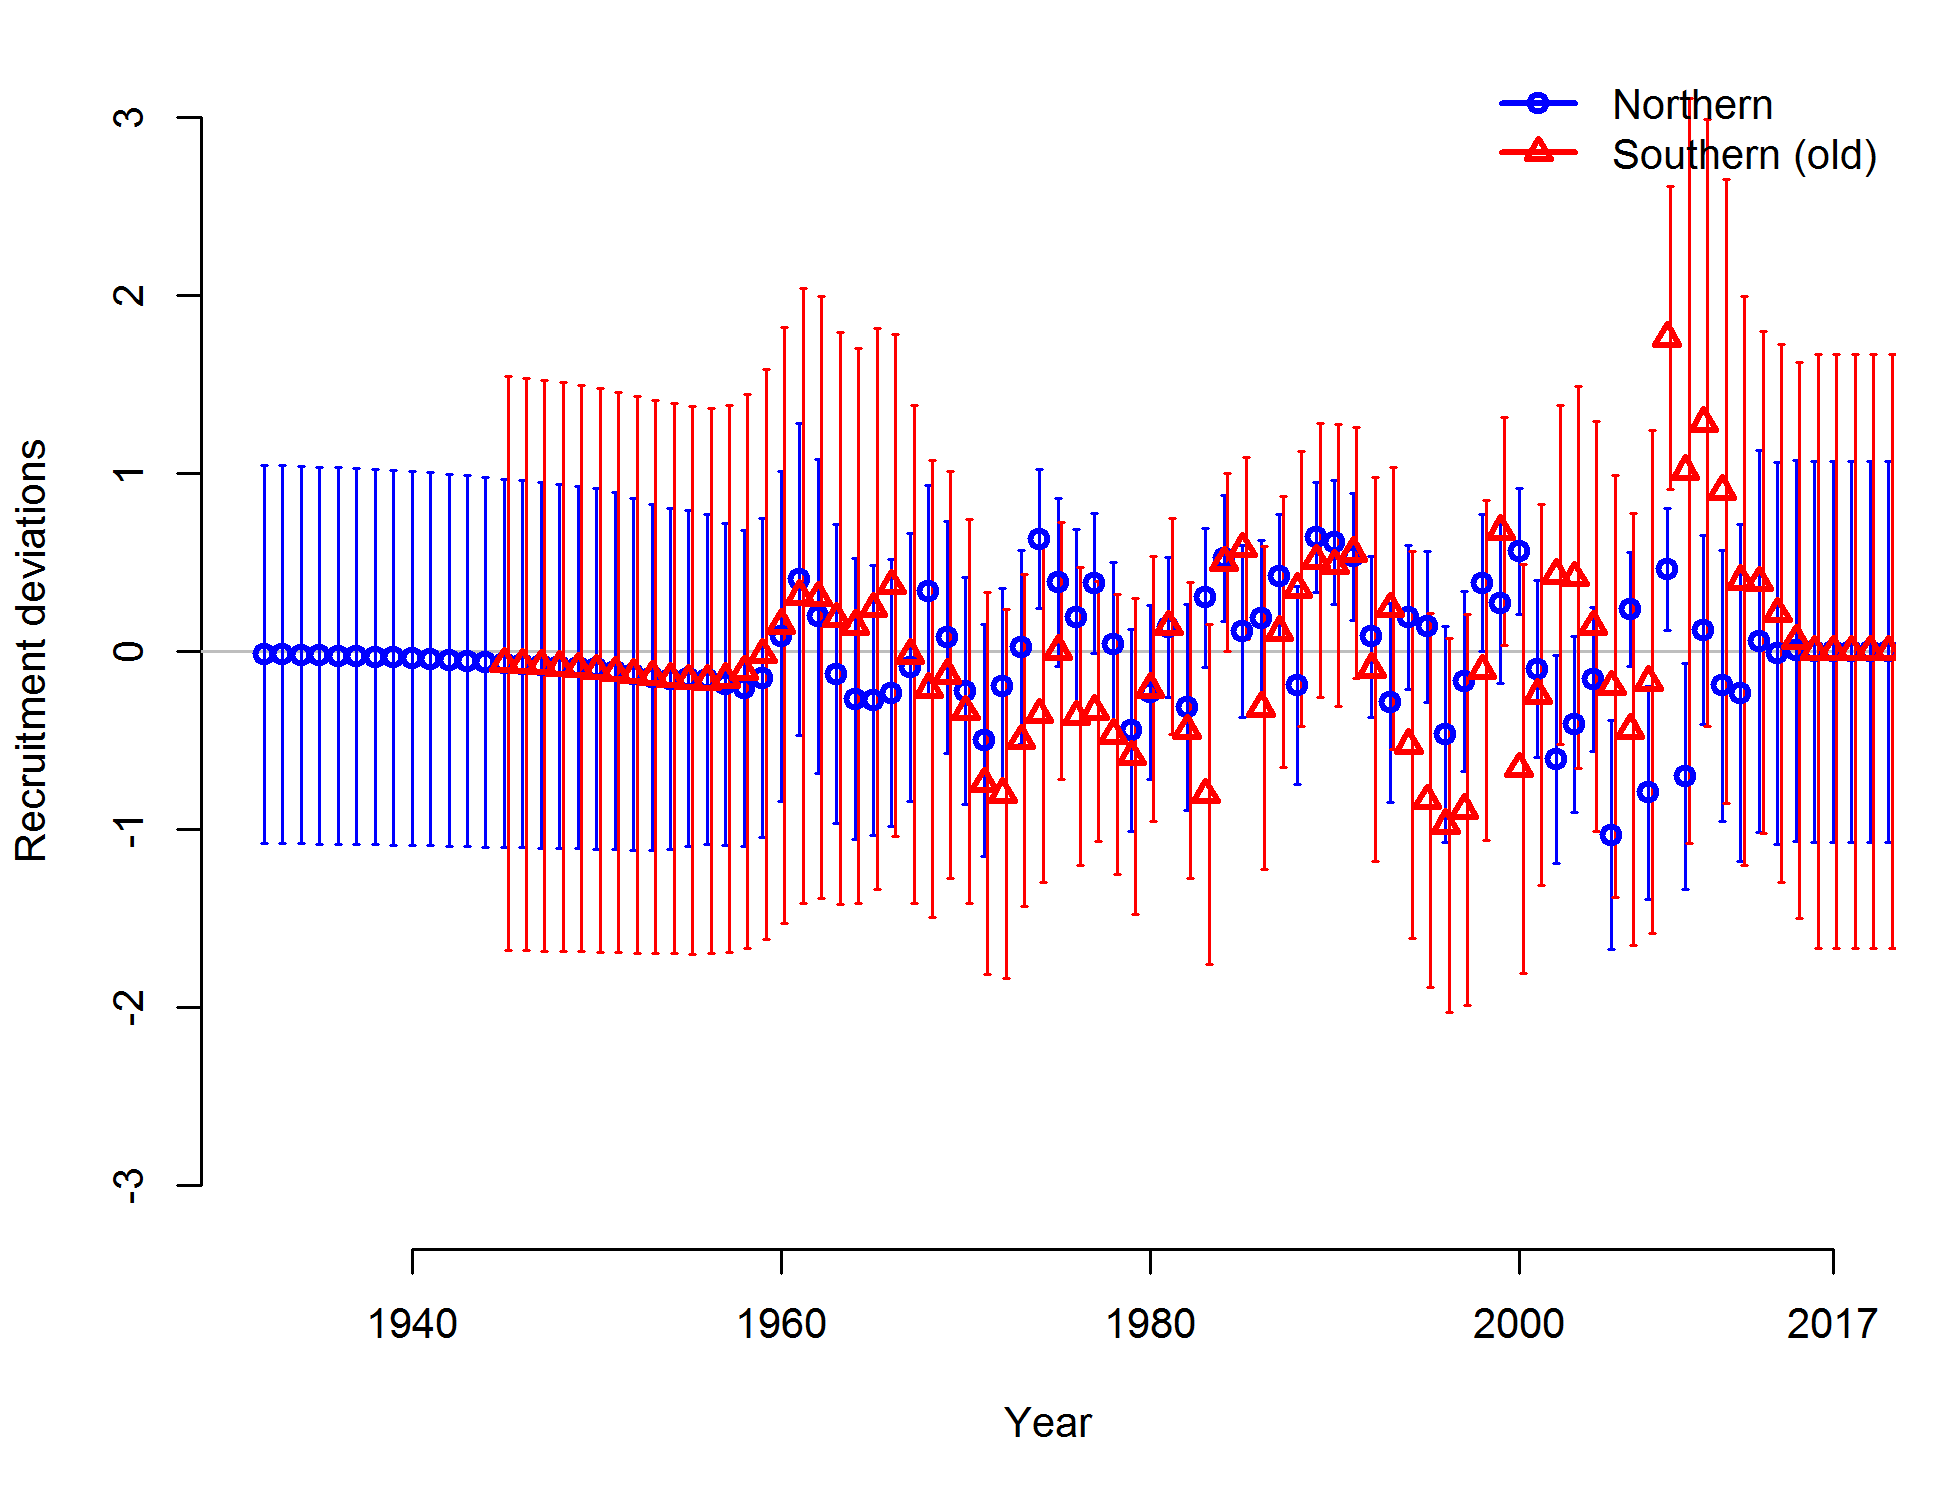 Northern
Southern (old)
3
2
1
0
-1
-2
-3
Recruitment deviations
1940 1960 1980 2000 2017
Year